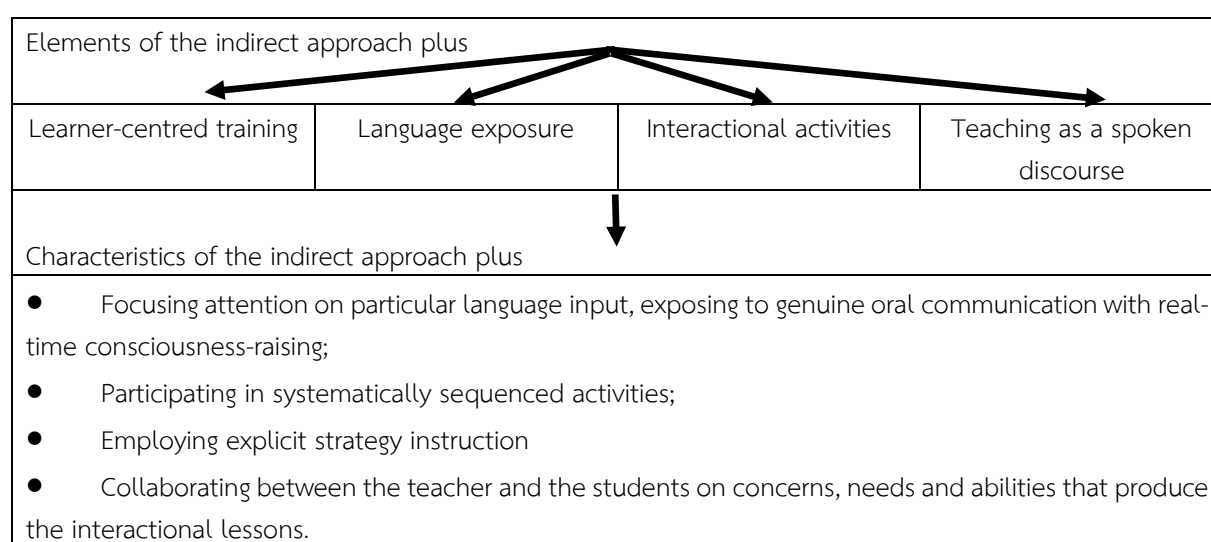 Elements of the indirect approach plus
Learner-centred training
Language exposure
Interactional activities
Teaching as a spoken
discourse
Characteristics of the indirect approach plus
● Focusing attention on particular language input, exposing to genuine oral communication with real-
time consciousness-raising;
● Participating in systematically sequenced activities;
● Employing explicit strategy instruction
● Collaborating between the teacher and the students on concerns, needs and abilities that produce
the interactional lessons.